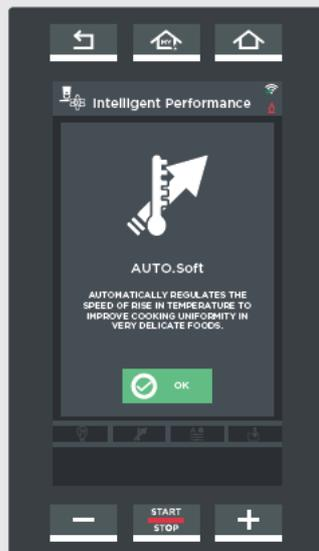 MY
Intelligent Performance
AUTO.Soft
AUTOMATICALLY REGULATES THE
SPEED OF RISE IN TEMPERATURE TO
IMPROVE COOKING UNIFORMITY IN
VERY DELICATE FOODS.
OK
START
STOP